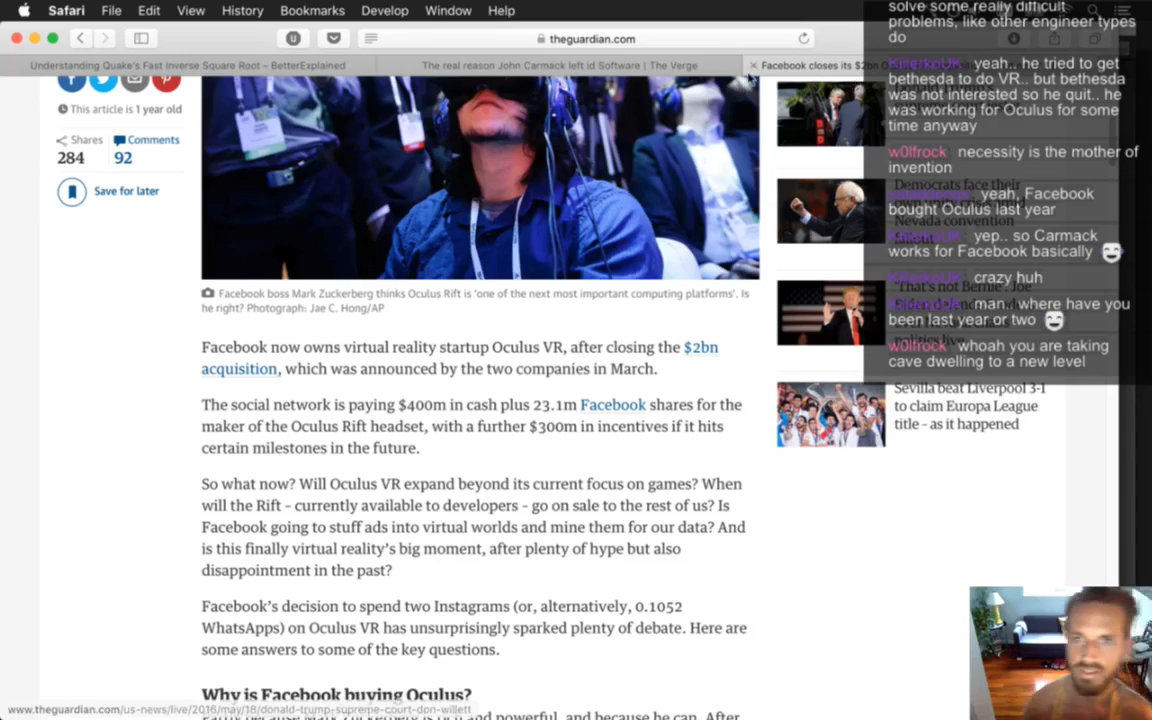 Safari File Edit View History Bookmarks Develop Window Help
theguardian.com
Understanding Quake's Fast Inverse Square Root – BetterExplained
The real reason John Carmack left id Software | The Verge
Facebook closes its $2bn
This article is 1 year old
Shares
284
Comments
92
Save for later
Facebook boss Mark Zuckerberg thinks Oculus Rift is 'one of the next most important computing platforms'. Is
he right? Photograph: Jae C. Hong/AP
Facebook now owns virtual reality startup Oculus VR, after closing the $2bn
acquisition, which was announced by the two companies in March.
The social network is paying $400m in cash plus 23.1m Facebook shares for the
maker of the Oculus Rift headset, with a further $300m in incentives if it hits
certain milestones in the future.
So what now? Will Oculus VR expand beyond its current focus on games? When
will the Rift – currently available to developers – go on sale to the rest of us? Is
Facebook going to stuff ads into virtual worlds and mine them for our data? And
is this finally virtual reality's big moment, after plenty of hype but also
disappointment in the past?
Facebook's decision to spend two Instagrams (or, alternatively, 0.1052
WhatsApps) on Oculus VR has unsurprisingly sparked plenty of debate. Here are
some answers to some of the key questions.
Why is Facebook buying Oculus?
and powerful, and because he can. After
www.theguardian.com/us-news/live/2016/may/18/donald-trump-supreme-court-don-willett
Democrats face their
Nevada convention
'That's not Bernie': Joe
Sevilla beat Liverpool 3-1
to claim Europa League
title – as it happened
solve some really difficult
problems, like other engineer types
do
KillerkoUK yeah.. he tried to get
bethesda to do VR.. but bethesda
was not interested so he quit.. he
was working for Oculus for some
time anyway
w0lfrock necessity is the mother of
invention
KillerkoUK yeah, Facebook
bought Oculus last year
KillerkoUK yep.. so Carmack
works for Facebook basically
KillerkoUK crazy huh
KillerkoUK man.. where have you
been last year or two
w0lfrock whoah you are taking
cave dwelling to a new level